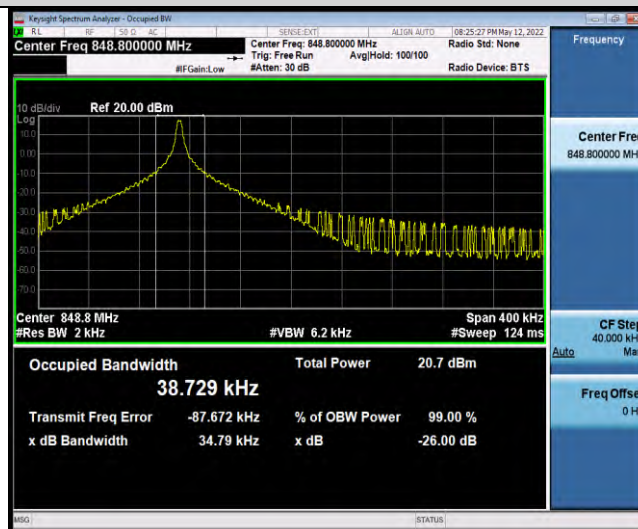 Keysight Spectrum Analyzer - Occupied BW
RL RF 50 Ω AC SENSE:EXT ALIGN AUTO 08:25:27 PM May 12, 2022
Center Freq 848.800000 MHz
Center Freq: 848.800000 MHz Radio Std: None
Trig: Free Run Avg|Hold: 100/100
#IFGain:Low #Atten: 30 dB Radio Device: BTS
Frequency
10 dB/div Ref 20.00 dBm
Log
10.0
0.00
-10.0
-20.0
-30.0
-40.0
-50.0
-60.0
-70.0
Center Fre
848.800000 MH
Center 848.8 MHz Span 400 kHz
#Res BW 2 kHz #VBW 6.2 kHz #Sweep 124 ms
CF Step
40.000 kH
Auto Ma
Occupied Bandwidth Total Power 20.7 dBm
38.729 kHz
Transmit Freq Error -87.672 kHz % of OBW Power 99.00 %
x dB Bandwidth 34.79 kHz x dB -26.00 dB
Freq Offse
0 H
MSG STATUS